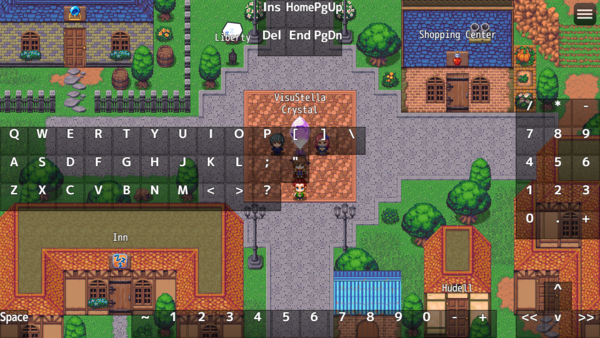 Ins Home PgUp
Liberty
Del End PgDn
Shopping Center
VisuStella
Crystal
/ * -
Q W E R T Y U I O P [ ] \
7 8 9
A S D F G H J K L ; "
4 5 6
Z X C V B N M < > ?
1 2 3
0 . +
Inn
Hudell
^
Space ~ 1 2 3 4 5 6 7 8 9 0 - + << v >>